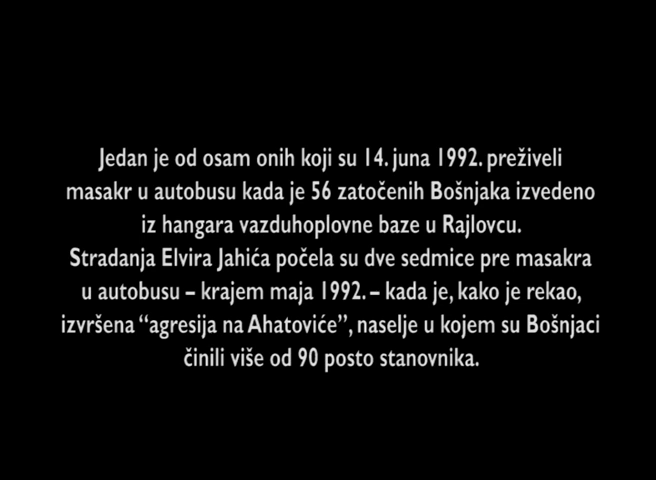 Jedan je od osam onih koji su 14. juna 1992. preživeli
masakr u autobusu kada je 56 zatočenih Bošnjaka izvedeno
iz hangara vazduhoplovne baze u Rajlovcu.
Stradanja Elvira Jahića počela su dve sedmice pre masakra
u autobusu – krajem maja 1992. – kada je, kako je rekao,
izvršena “agresija na Ahatoviće”, naselje u kojem su Bošnjaci
činili više od 90 posto stanovnika.